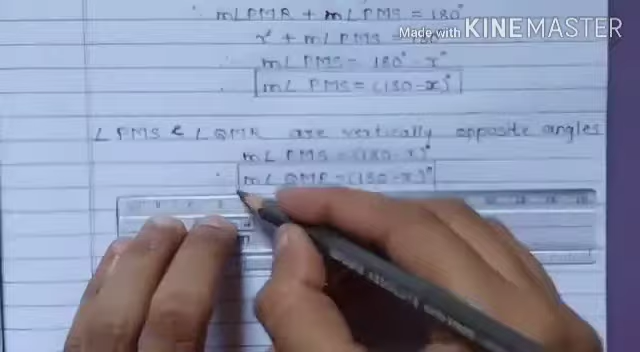 ∴ m∠PMR + m∠PMS = 180°
Made with KINEMASTER
x° + m∠PMS = 180°
∴ m∠PMS = 180° - x°
m∠PMS = (180-x)°
∠PMS & ∠QMR are vertically opposite angles
m∠PMS = (180-x)°
∴ m∠QMR = (180-x)°